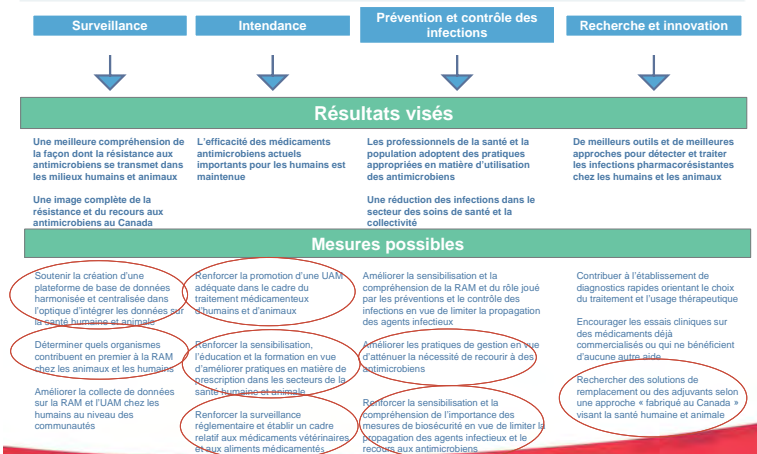 Surveillance
Intendance
Prévention et contrôle des
infections
Recherche et innovation
Résultats visés
Une meilleure compréhension de
la façon dont la résistance aux
antimicrobiens se transmet dans
les milieux humains et animaux
Une image complète de la
résistance et du recours aux
antimicrobiens au Canada
L'efficacité des médicaments
antimicrobiens actuels
importants pour les humains est
maintenue
Les professionnels de la santé et la
population adoptent des pratiques
appropriées en matière d'utilisation
des antimicrobiens
Une réduction des infections dans le
secteur des soins de santé et la
collectivité
De meilleurs outils et de meilleures
approches pour détecter et traiter
les infections pharmacorésistantes
chez les humains et les animaux
Mesures possibles
Soutenir la création d'une
plateforme de base de données
harmonisée et centralisée dans
l'optique d'intégrer les données sur
la santé humaine et animale
Déterminer quels organismes
contribuent en premier à la RAM
chez les animaux et les humains
Améliorer la collecte de données
sur la RAM et l'UAM chez les
humains au niveau des
communautés
Renforcer la promotion d'une UAM
adéquate dans le cadre du
traitement médicamenteux
d'humains et d'animaux
Renforcer la sensibilisation,
l'éducation et la formation en vue
d'améliorer pratiques en matière de
prescription dans les secteurs de la
santé humaine et animale
Renforcer la surveillance
réglementaire et établir un cadre
relatif aux médicaments vétérinaires
et aux aliments médicamentés
Améliorer la sensibilisation et la
compréhension de la RAM et du rôle joué
par les préventions et le contrôle des
infections en vue de limiter la propagation
des agents infectieux
Améliorer les pratiques de gestion en vue
d'atténuer la nécessité de recourir à des
antimicrobiens
Renforcer la sensibilisation et la
compréhension de l'importance des
mesures de biosécurité en vue de limiter la
propagation des agents infectieux et le
recours aux antimicrobiens
Contribuer à l'établissement de
diagnostics rapides orientant le choix
du traitement et l'usage thérapeutique
Encourager les essais cliniques sur
des médicaments déjà
commercialisés ou qui ne bénéficient
d'aucune autre aide
Rechercher des solutions de
remplacement ou des adjuvants selon
une approche « fabriqué au Canada »
visant la santé humaine et animale